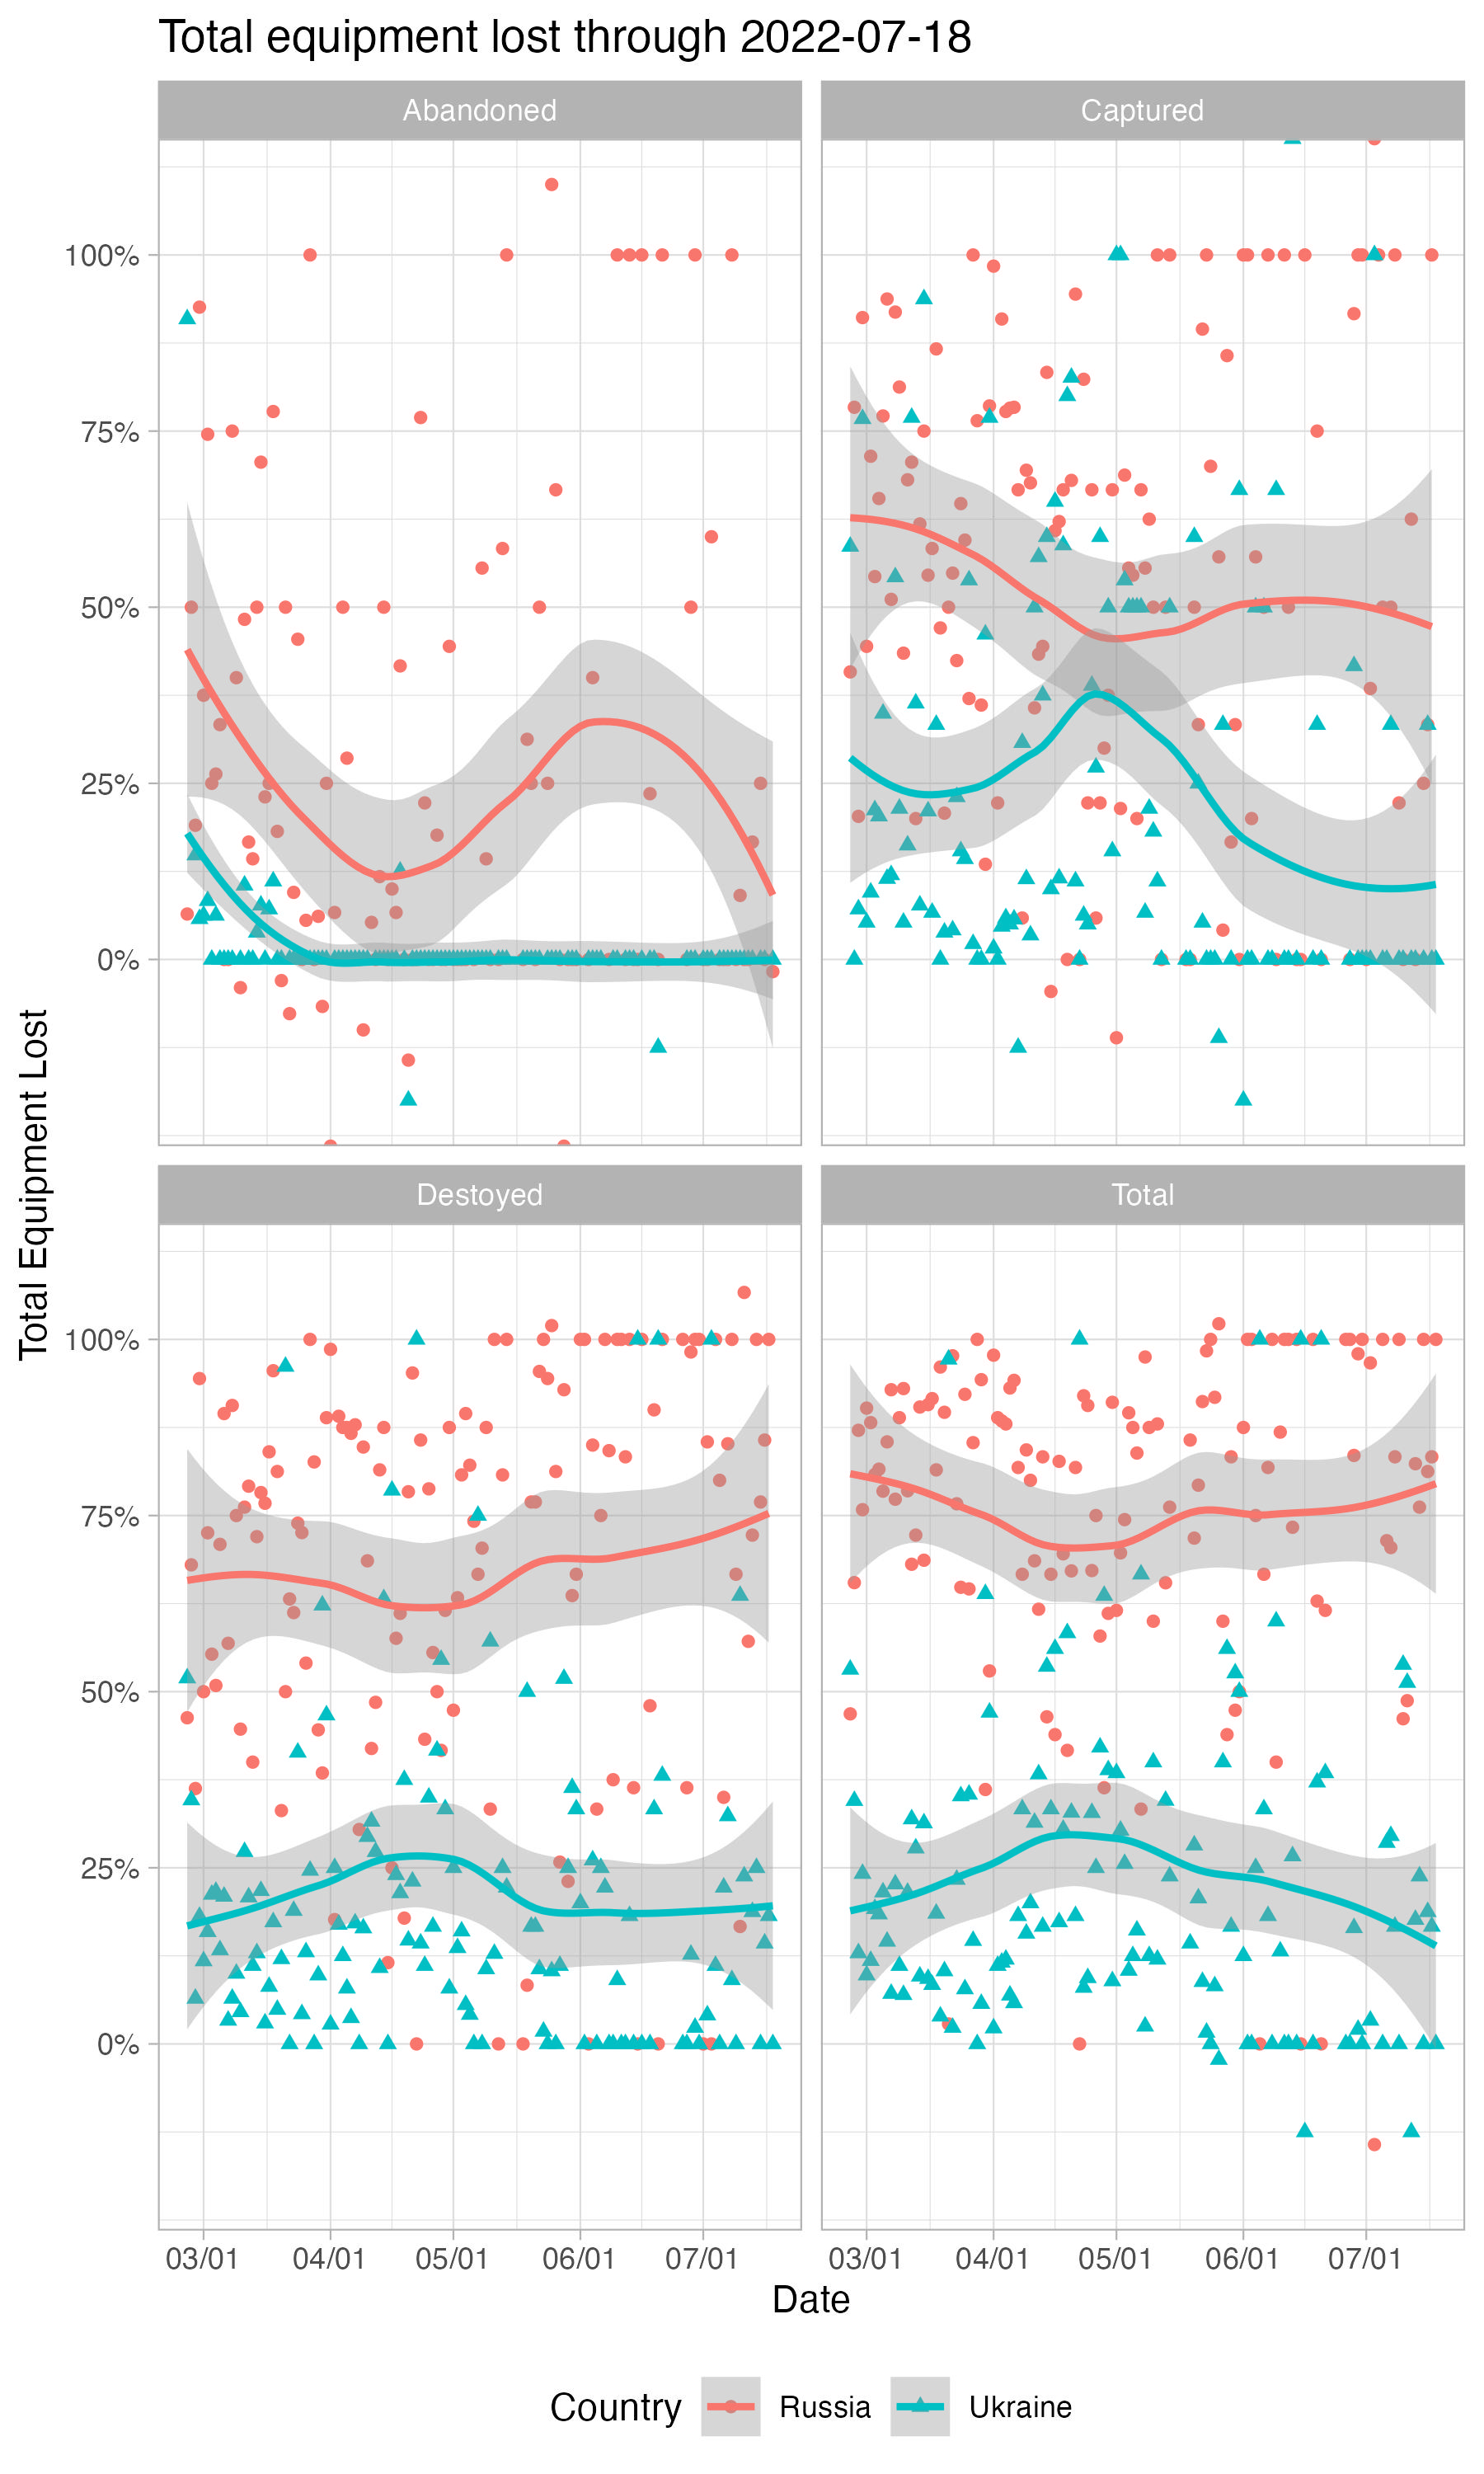 Total equipment lost through 2022-07-18
Abandoned
Captured
100%
75%
50%
25%
0%
Destoyed
Total
100%
75%
50%
25%
0%
Total Equipment Lost
03/01 04/01 05/01 06/01 07/01
03/01 04/01 05/01 06/01 07/01
Date
Country Russia Ukraine